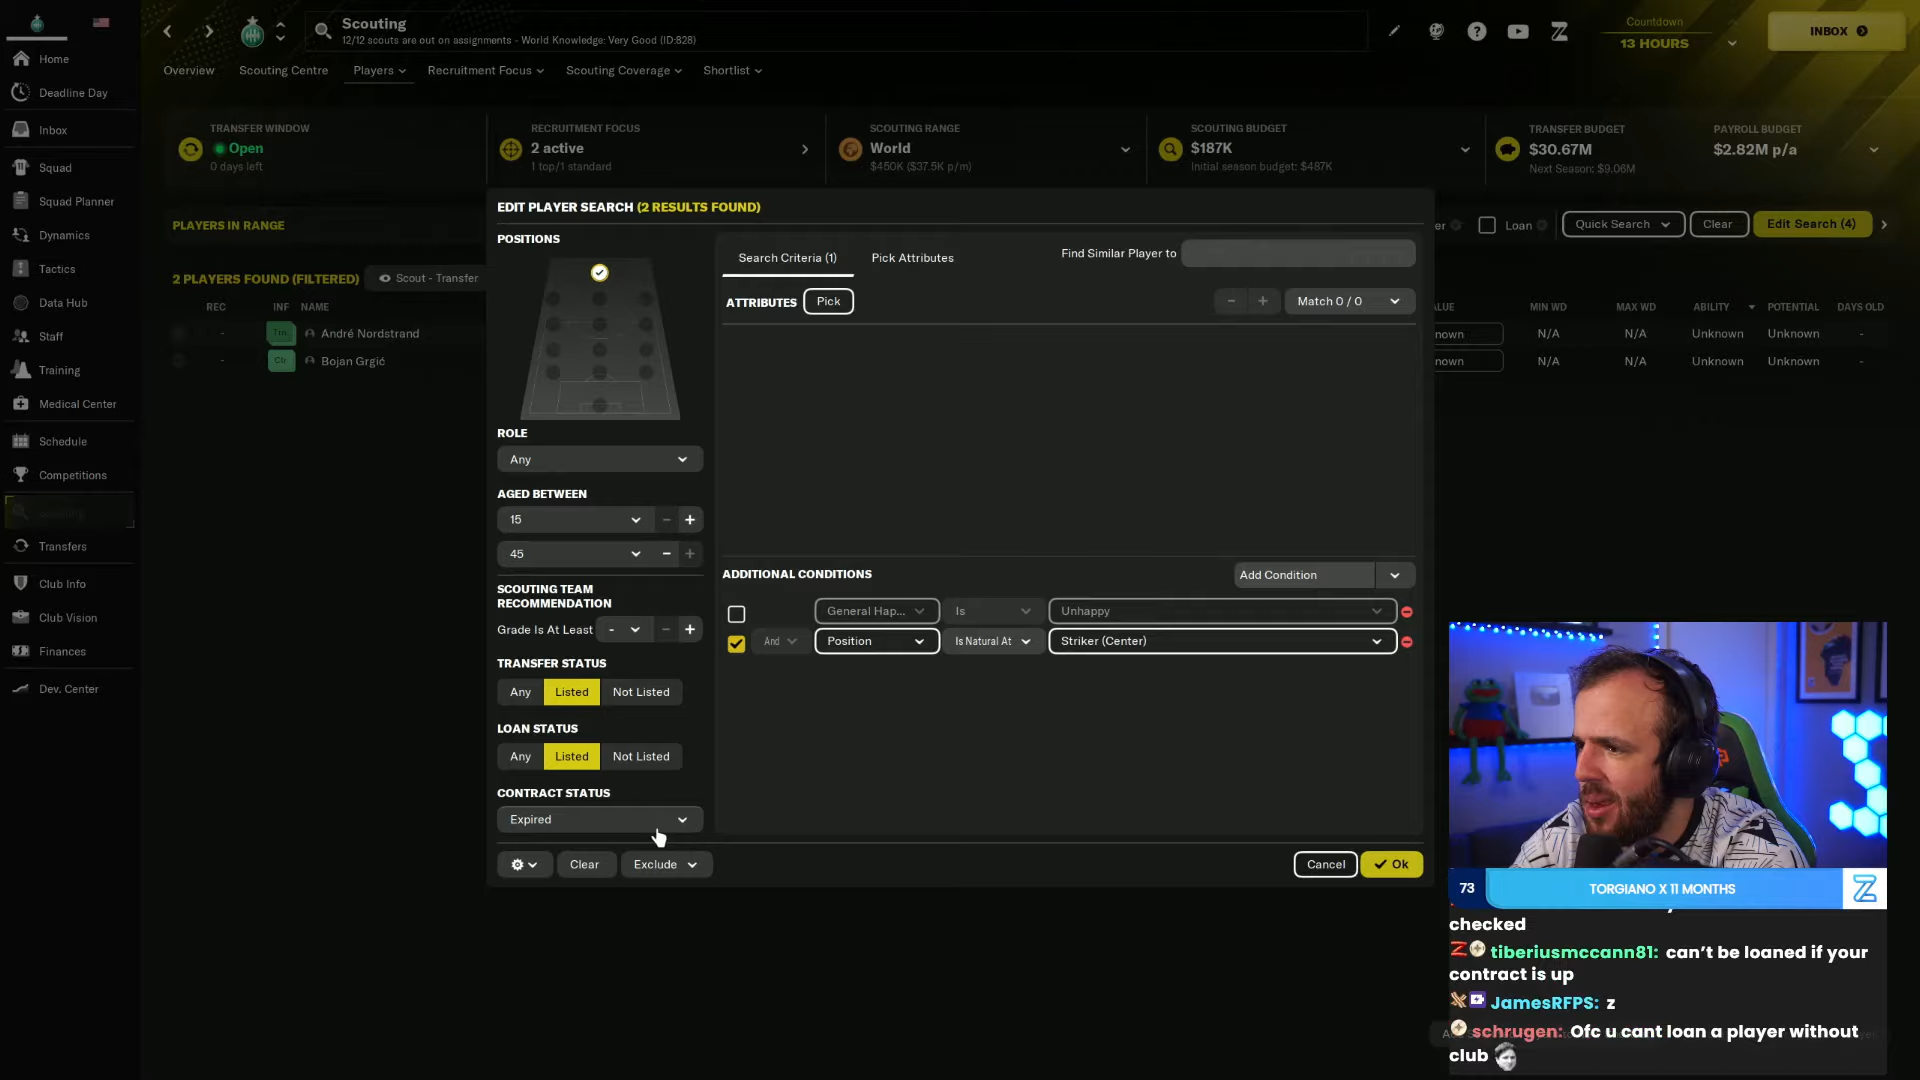 Scouting
12/12 scouts are out on assignments - World Knowledge: Very Good (ID:828)
Countdown
13 HOURS
INBOX
Home
Deadline Day
Inbox
Squad
Squad Planner
Dynamics
Tactics
Data Hub
Staff
Training
Medical Center
Schedule
Competitions
Scouting
Transfers
Club Info
Club Vision
Finances
Dev. Center
Overview
Scouting Centre
Players
Recruitment Focus
Scouting Coverage
Shortlist
TRANSFER WINDOW
Open
0 days left
RECRUITMENT FOCUS
2 active
1 top/1 standard
SCOUTING RANGE
World
$450K ($37.5K p/m)
SCOUTING BUDGET
$187K
Initial season budget: $487K
TRANSFER BUDGET
$30.67M
Next Season: $9.06M
PAYROLL BUDGET
$2.82M p/a
PLAYERS IN RANGE
Loan
Quick Search
Clear
Edit Search (4)
2 PLAYERS FOUND (FILTERED)
Scout - Transfer
REC INF NAME
- Trn André Nordstrand
- Ctr Bojan Grgić
ALUE MIN WD MAX WD ABILITY POTENTIAL DAYS OLD
nown N/A N/A Unknown Unknown -
nown N/A N/A Unknown Unknown -
EDIT PLAYER SEARCH (2 RESULTS FOUND)
POSITIONS
ROLE
Any
AGED BETWEEN
15
45
SCOUTING TEAM
RECOMMENDATION
Grade Is At Least -
TRANSFER STATUS
Any Listed Not Listed
LOAN STATUS
Any Listed Not Listed
CONTRACT STATUS
Expired
Clear
Exclude
Search Criteria (1)
Pick Attributes
Find Similar Player to
ATTRIBUTES
Pick
Match 0 / 0
ADDITIONAL CONDITIONS
Add Condition
General Hap... Is Unhappy
And Position Is Natural At Striker (Center)
Cancel
Ok
73
TORGIANO X 11 MONTHS
checked
tiberiusmccann81: can't be loaned if your
contract is up
JamesRFPS: z
schrugen: Ofc u cant loan a player without
club